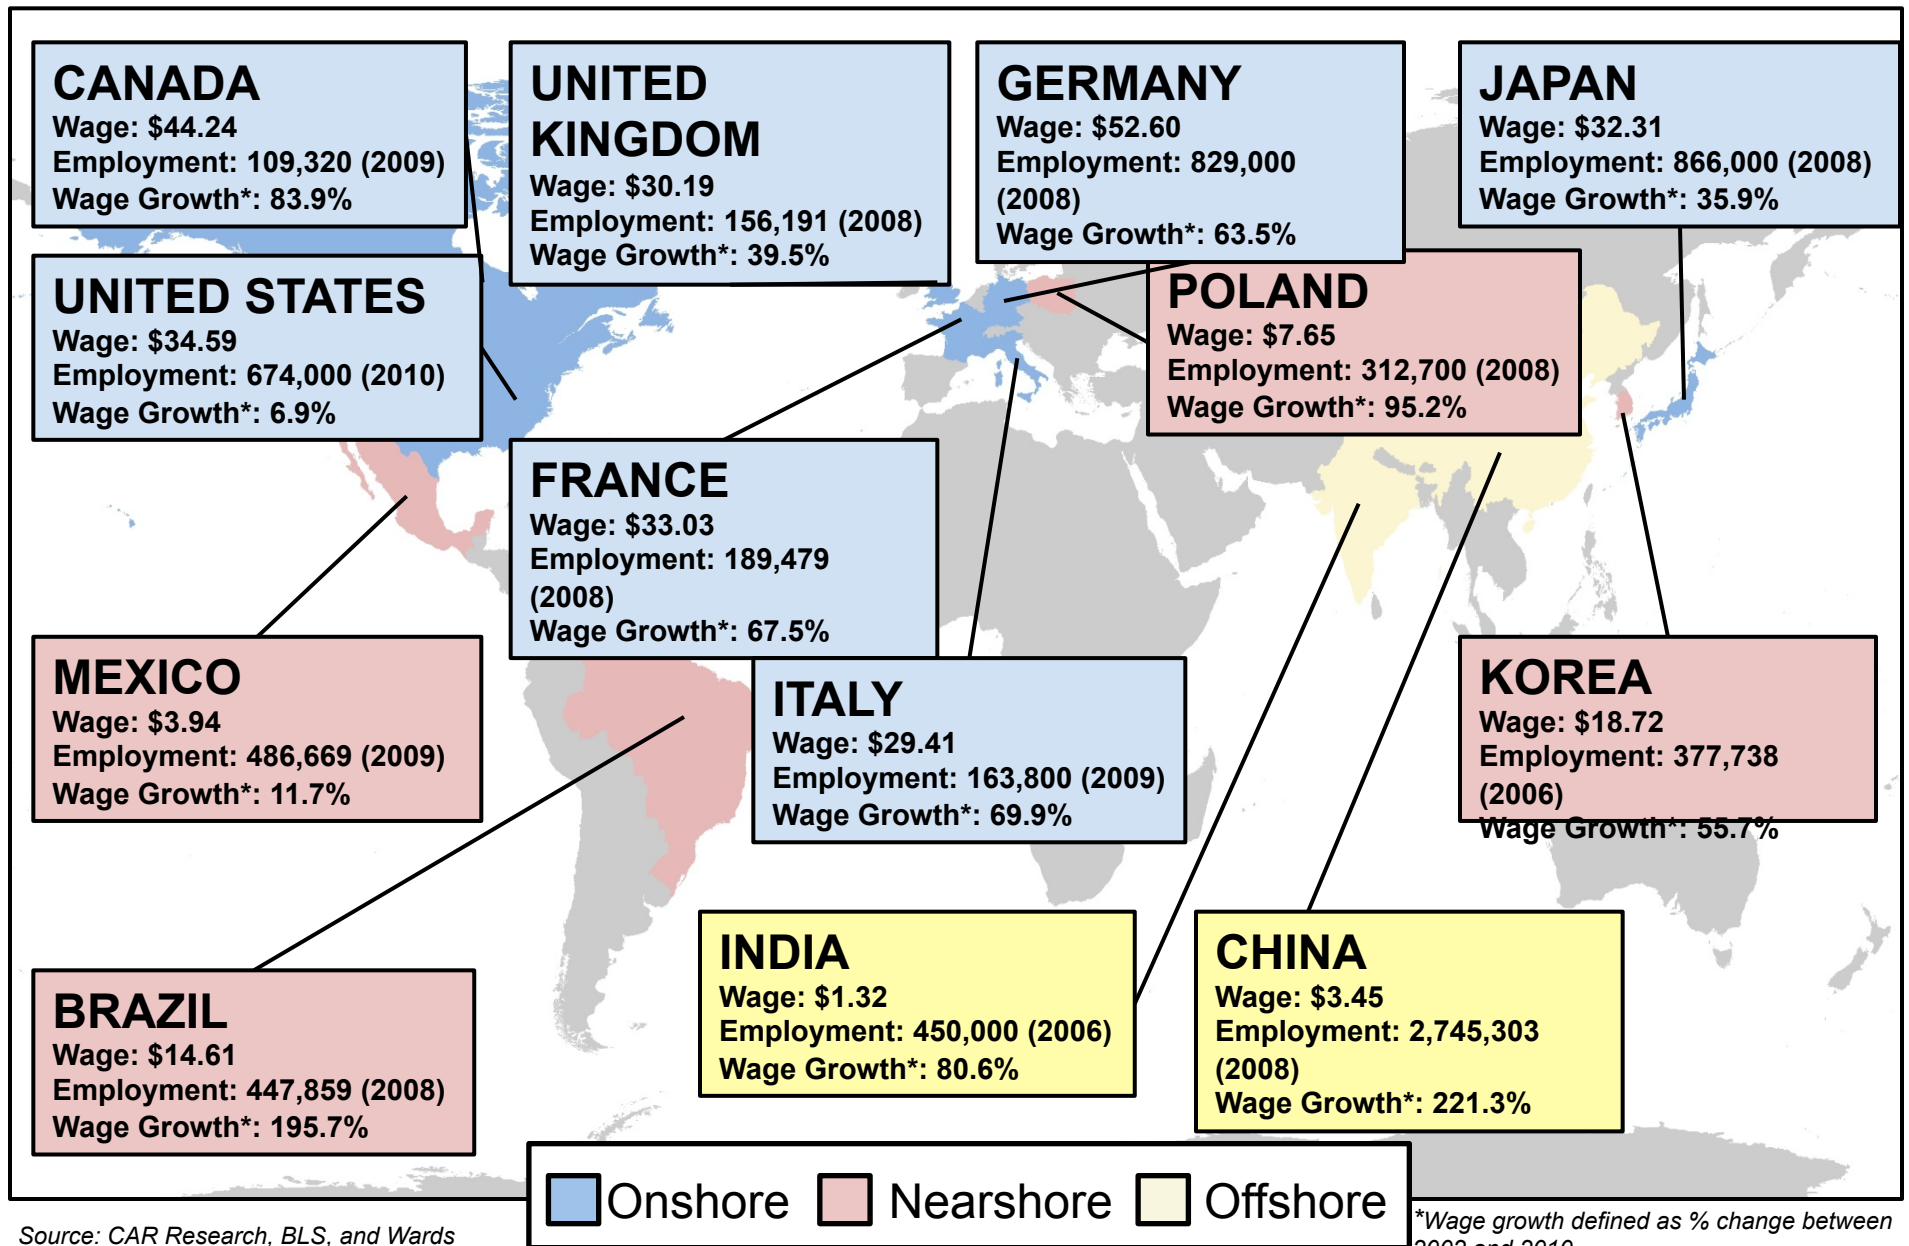 CANADA
Wage: $44.24
Employment: 109,320 (2009)
Wage Growth*: 83.9%
UNITED
KINGDOM
Wage: $30.19
Employment: 156,191 (2008)
Wage Growth*: 39.5%
GERMANY
Wage: $52.60
Employment: 829,000
(2008)
Wage Growth*: 63.5%
JAPAN
Wage: $32.31
Employment: 866,000 (2008)
Wage Growth*: 35.9%
UNITED STATES
Wage: $34.59
Employment: 674,000 (2010)
Wage Growth*: 6.9%
POLAND
Wage: $7.65
Employment: 312,700 (2008)
Wage Growth*: 95.2%
FRANCE
Wage: $33.03
Employment: 189,479
(2008)
Wage Growth*: 67.5%
MEXICO
Wage: $3.94
Employment: 486,669 (2009)
Wage Growth*: 11.7%
ITALY
Wage: $29.41
Employment: 163,800 (2009)
Wage Growth*: 69.9%
KOREA
Wage: $18.72
Employment: 377,738
(2006)
Wage Growth*: 55.7%
BRAZIL
Wage: $14.61
Employment: 447,859 (2008)
Wage Growth*: 195.7%
INDIA
Wage: $1.32
Employment: 450,000 (2006)
Wage Growth*: 80.6%
CHINA
Wage: $3.45
Employment: 2,745,303
(2008)
Wage Growth*: 221.3%
Onshore Nearshore Offshore
Source: CAR Research, BLS, and Wards
*Wage growth defined as % change between
and 2010